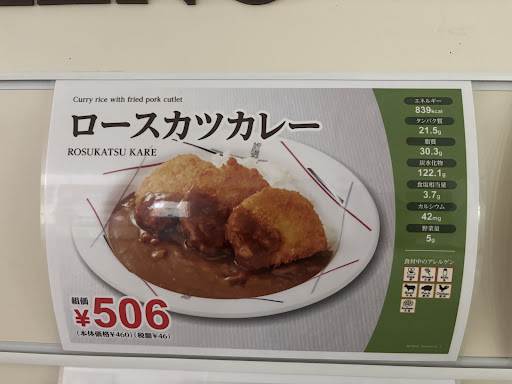 Curry rice with fried pork cutlet
ロースカツカレー
ROSUKATSU KARE
組価
¥506
(本体価格¥460)(税額¥46)
エネルギー
839kcal
タンパク質
21.5g
脂質
30.3g
炭水化物
122.1g
食塩相当量
3.7g
カルシウム
42mg
野菜量
5g
食材中のアレルゲン